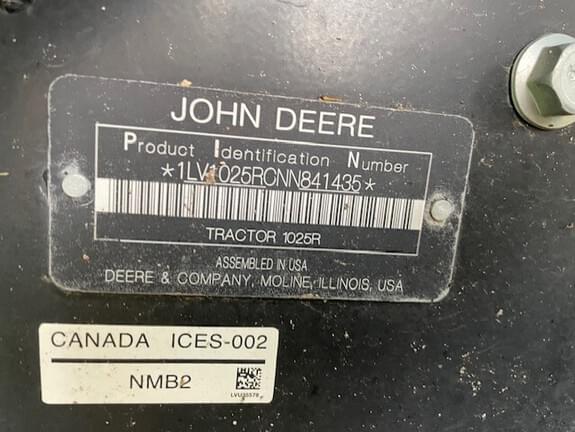 JOHN DEERE
Product Identification Number
*1LV1025RCNN841435*
TRACTOR 1025R
ASSEMBLED IN USA
DEERE & COMPANY, MOLINE, ILLINOIS, USA
CANADA ICES-002
NMB2